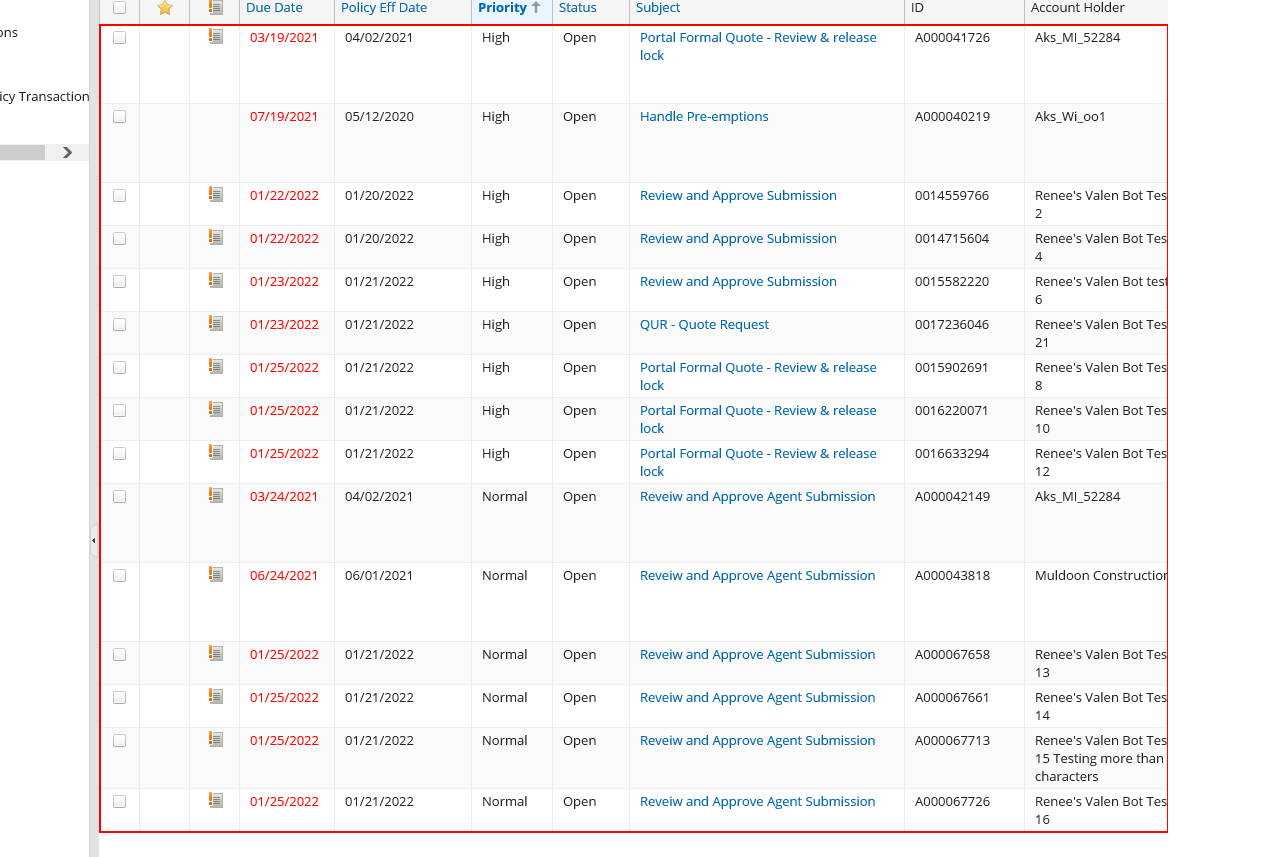 Due Date Policy Eff Date Priority Status Subject ID Account Holder
ons
03/19/2021 04/02/2021 High Open Portal Formal Quote - Review & release A000041726 Aks_MI_52284
lock
icy Transaction
07/19/2021 05/12/2020 High Open Handle Pre-emptions A000040219 Aks_Wi_oo1
01/22/2022 01/20/2022 High Open Review and Approve Submission 0014559766 Renee's Valen Bot Tes
2
01/22/2022 01/20/2022 High Open Review and Approve Submission 0014715604 Renee's Valen Bot Tes
4
01/23/2022 01/21/2022 High Open Review and Approve Submission 0015582220 Renee's Valen Bot test
6
01/23/2022 01/21/2022 High Open QUR - Quote Request 0017236046 Renee's Valen Bot Tes
21
01/25/2022 01/21/2022 High Open Portal Formal Quote - Review & release 0015902691 Renee's Valen Bot Tes
lock 8
01/25/2022 01/21/2022 High Open Portal Formal Quote - Review & release 0016220071 Renee's Valen Bot Tes
lock 10
01/25/2022 01/21/2022 High Open Portal Formal Quote - Review & release 0016633294 Renee's Valen Bot Tes
lock 12
03/24/2021 04/02/2021 Normal Open Reveiw and Approve Agent Submission A000042149 Aks_MI_52284
06/24/2021 06/01/2021 Normal Open Reveiw and Approve Agent Submission A000043818 Muldoon Construction
01/25/2022 01/21/2022 Normal Open Reveiw and Approve Agent Submission A000067658 Renee's Valen Bot Tes
13
01/25/2022 01/21/2022 Normal Open Reveiw and Approve Agent Submission A000067661 Renee's Valen Bot Tes
14
01/25/2022 01/21/2022 Normal Open Reveiw and Approve Agent Submission A000067713 Renee's Valen Bot Tes
15 Testing more than
characters
01/25/2022 01/21/2022 Normal Open Reveiw and Approve Agent Submission A000067726 Renee's Valen Bot Tes
16